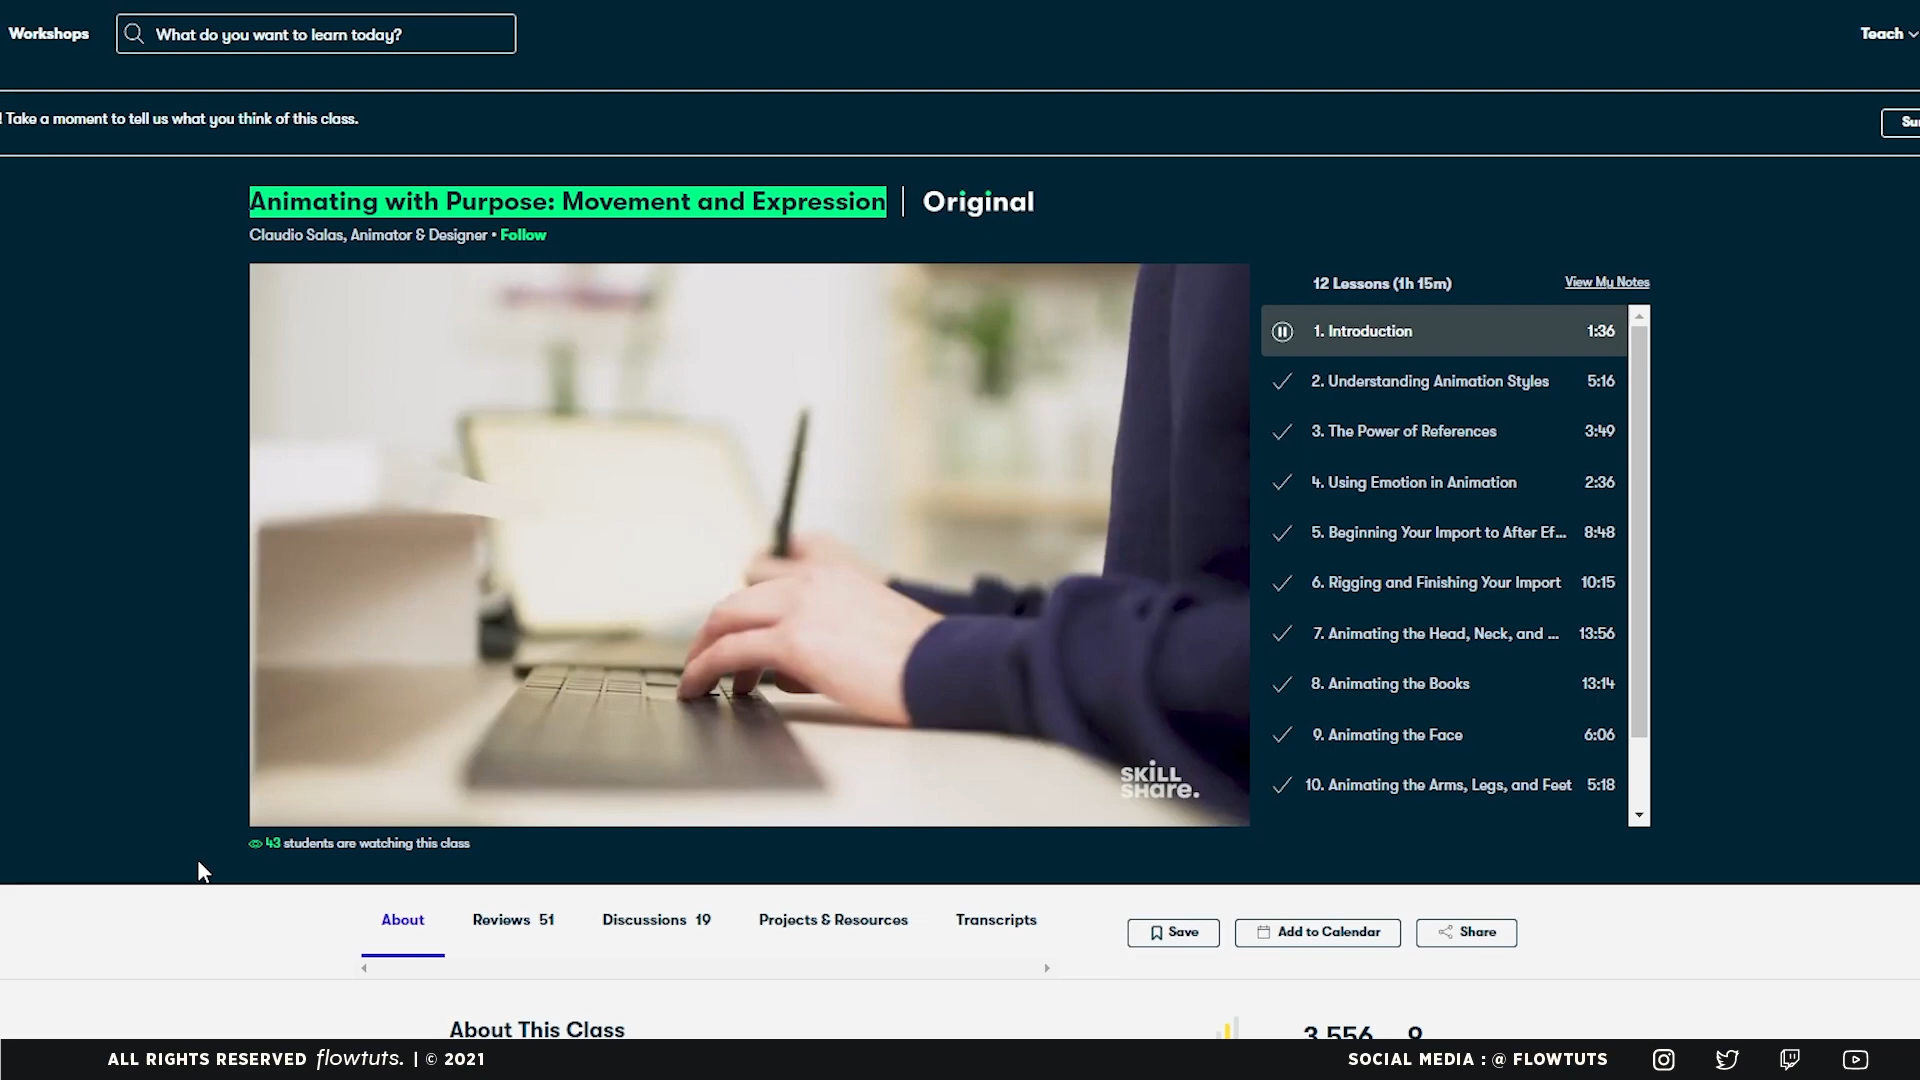 Workshops
What do you want to learn today?
Teach
! Take a moment to tell us what you think of this class.
Animating with Purpose: Movement and Expression | Original
Claudio Salas, Animator & Designer • Follow
12 Lessons (1h 15m)
View My Notes
1. Introduction 1:36
2. Understanding Animation Styles 5:16
3. The Power of References 3:49
4. Using Emotion in Animation 2:36
5. Beginning Your Import to After Ef... 8:48
6. Rigging and Finishing Your Import 10:15
7. Animating the Head, Neck, and ... 13:56
8. Animating the Books 13:14
9. Animating the Face 6:06
10. Animating the Arms, Legs, and Feet 5:18
SKILL
SHare.
43 students are watching this class
About
Reviews 51
Discussions 19
Projects & Resources
Transcripts
Save
Add to Calendar
Share
About This Class
3,556
ALL RIGHTS RESERVED flowtuts. | © 2021
SOCIAL MEDIA : @ FLOWTUTS